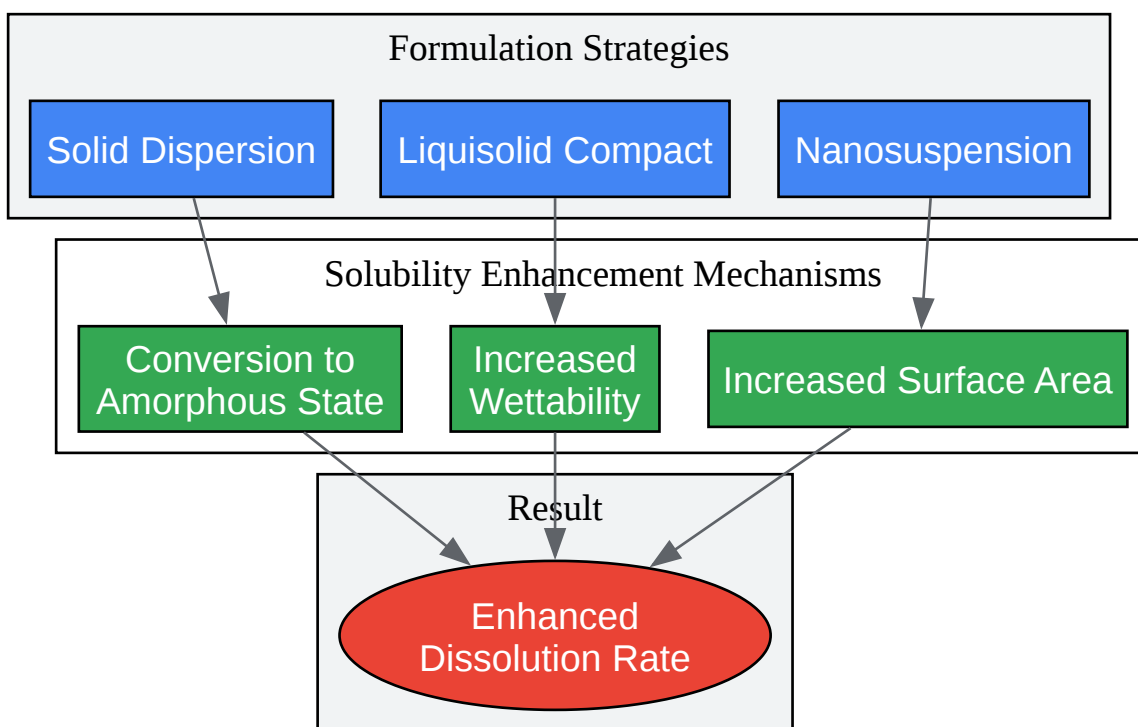 Formulation Strategies
Solid Dispersion
Liquisolid Compact
Nanosuspension
Solubility Enhancement Mechanisms
Conversion to
Amorphous State
Increased
Wettability
Increased Surface Area
Result
Enhanced
Dissolution Rate